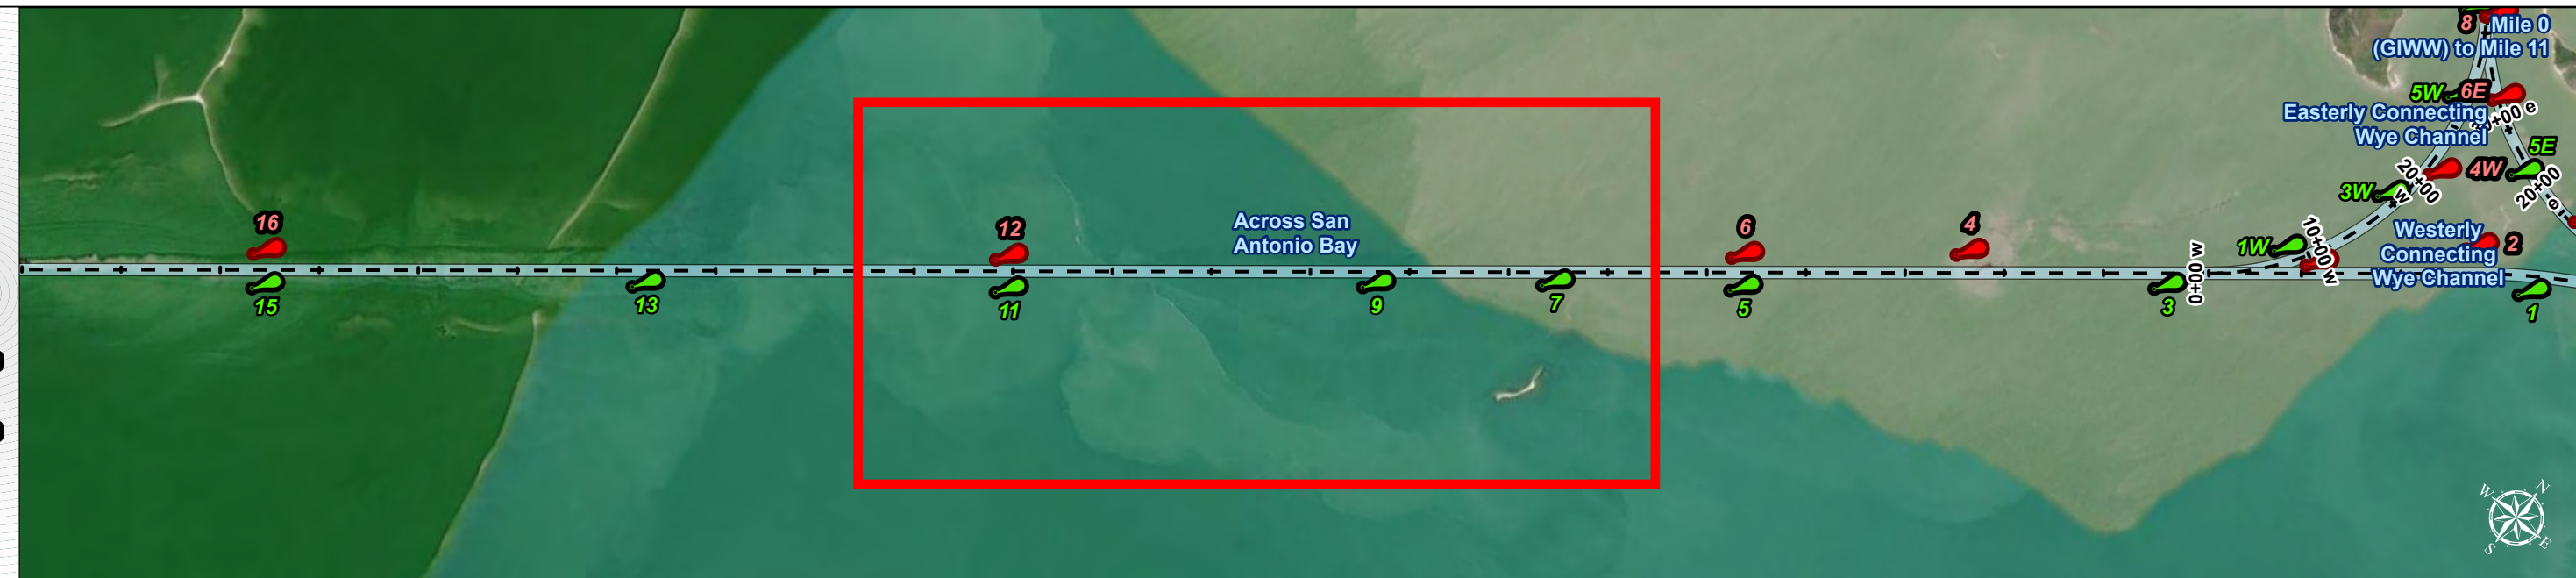 8
Mile 0
(GIWW) to Mile 11
5W
6E
Easterly Connecting
Wye Channel
5E
4W
20+00
20+00 e
3W
w
16
12
Across San
Antonio Bay
6
4
1W
10+00 w
0+00 w
Westerly
Connecting
Wye Channel
2
15
13
11
9
7
5
3
1
W
N
S
E